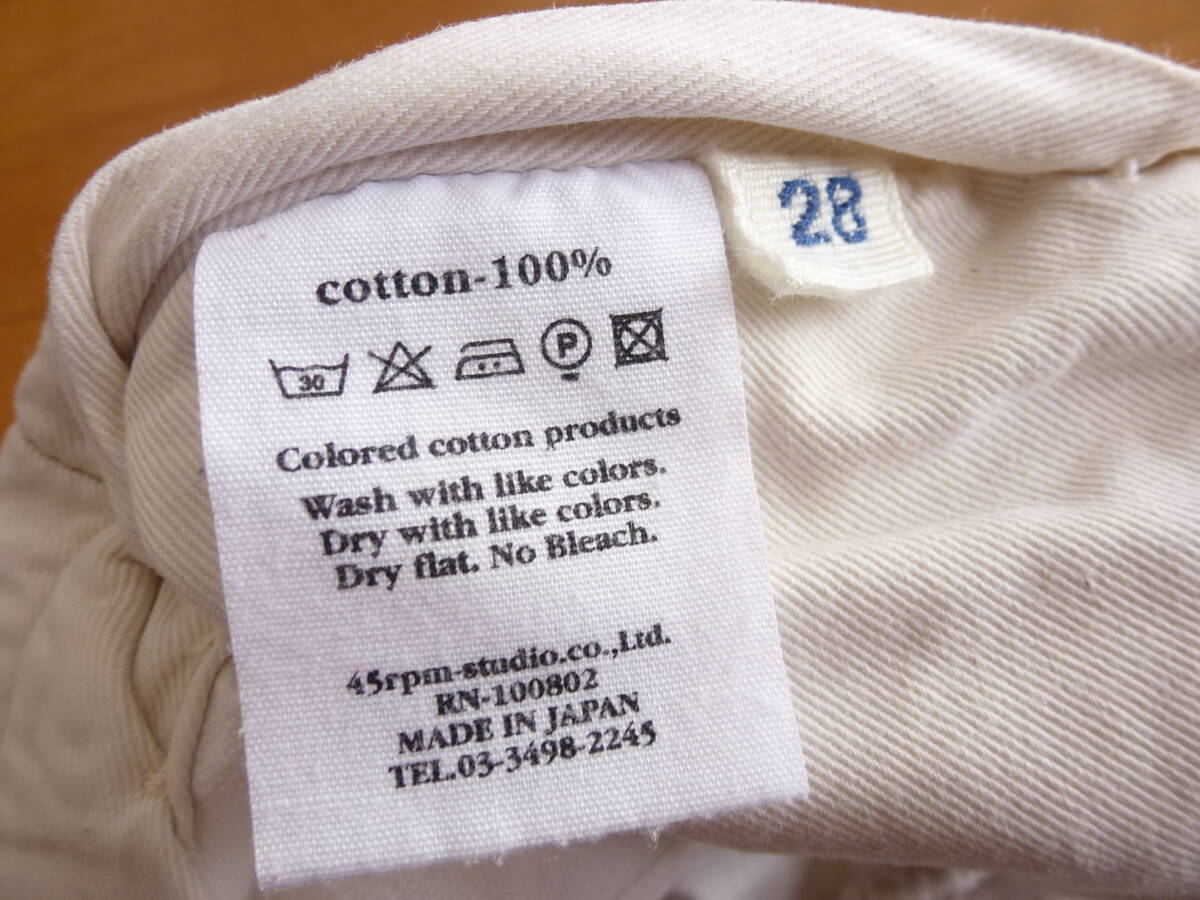 28
cotton-100%
30 P
Colored cotton products
Wash with like colors.
Dry with like colors.
Dry flat. No Bleach.
45rpm-studio.co.,Ltd.
RN-100802
MADE IN JAPAN
TEL.03-3498-2245